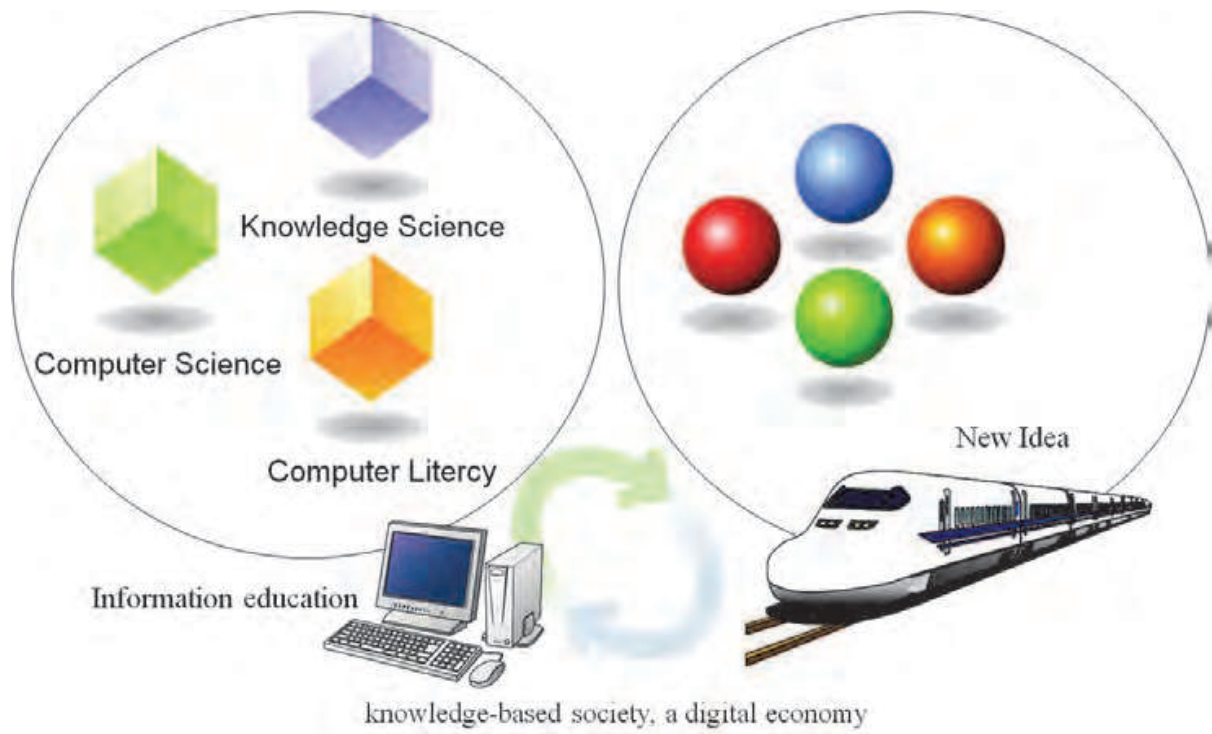 Knowledge Science
Computer Science
Computer Litercy
New Idea
Information education
knowledge-based society, a digital economy